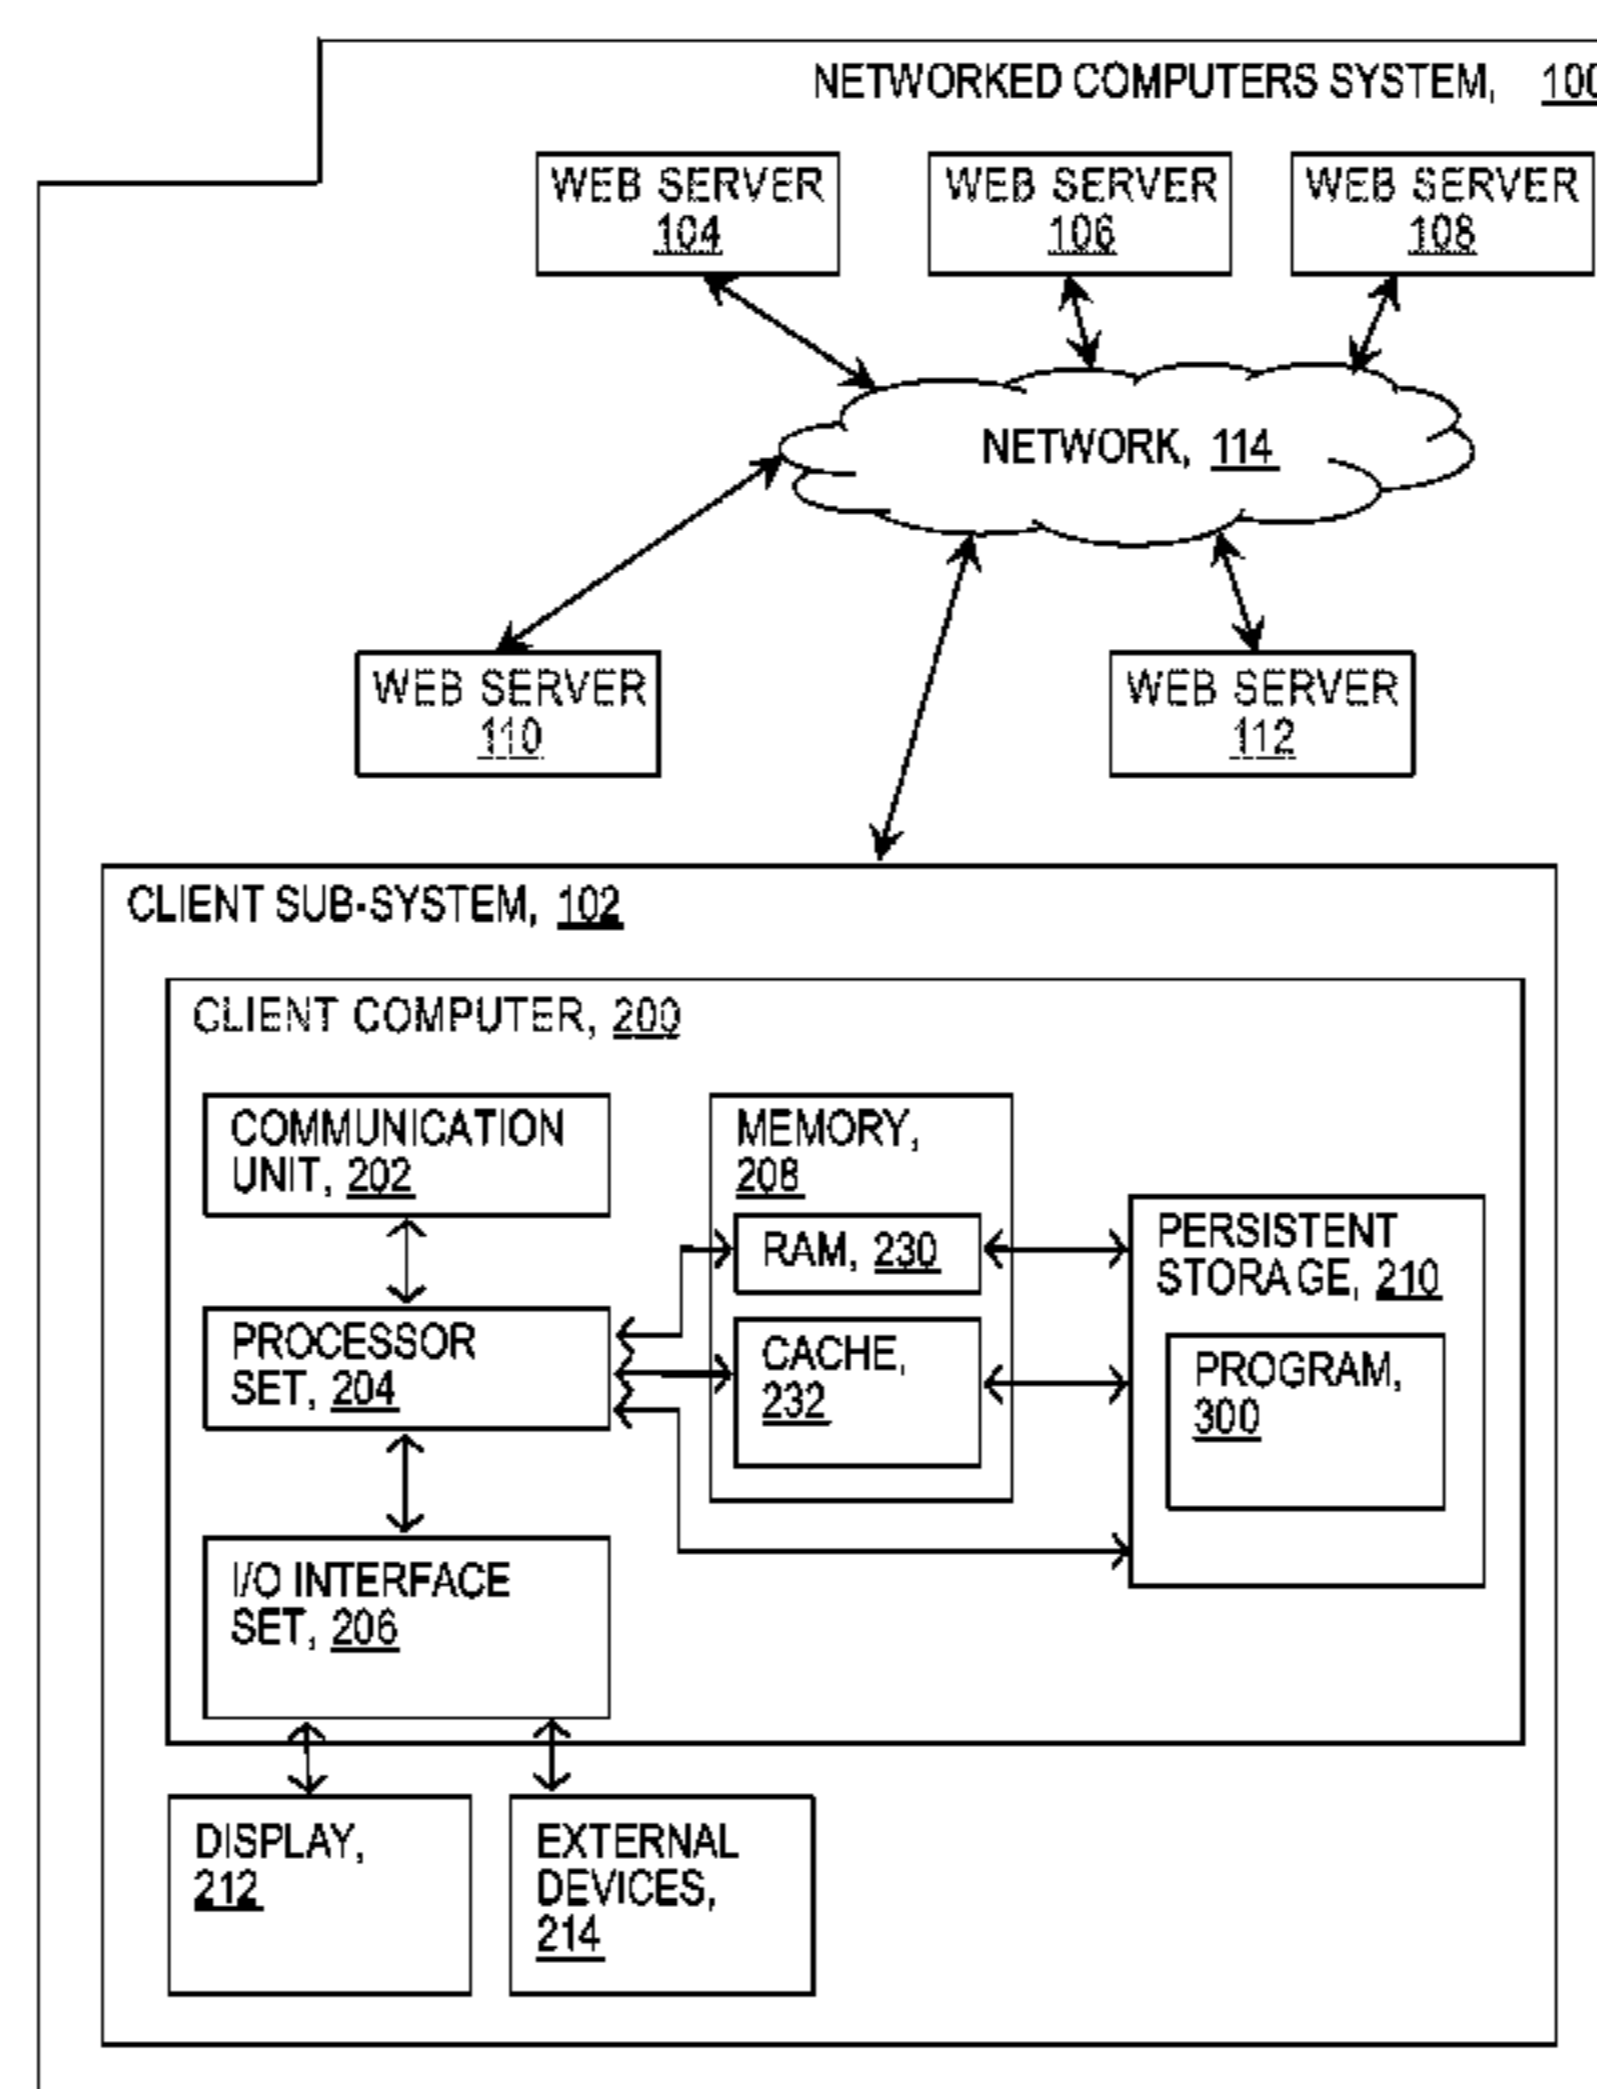 NETWORKED COMPUTERS SYSTEM, 100
WEB SERVER
104
WEB SERVER
106
WEB SERVER
108
NETWORK, 114
WEB SERVER
110
WEB SERVER
112
CLIENT SUB-SYSTEM, 102
CLIENT COMPUTER, 200
COMMUNICATION
UNIT, 202
PROCESSOR
SET, 204
I/O INTERFACE
SET, 206
MEMORY,
208
RAM, 230
CACHE,
232
PERSISTENT
STORAGE, 210
PROGRAM,
300
DISPLAY,
212
EXTERNAL
DEVICES,
214